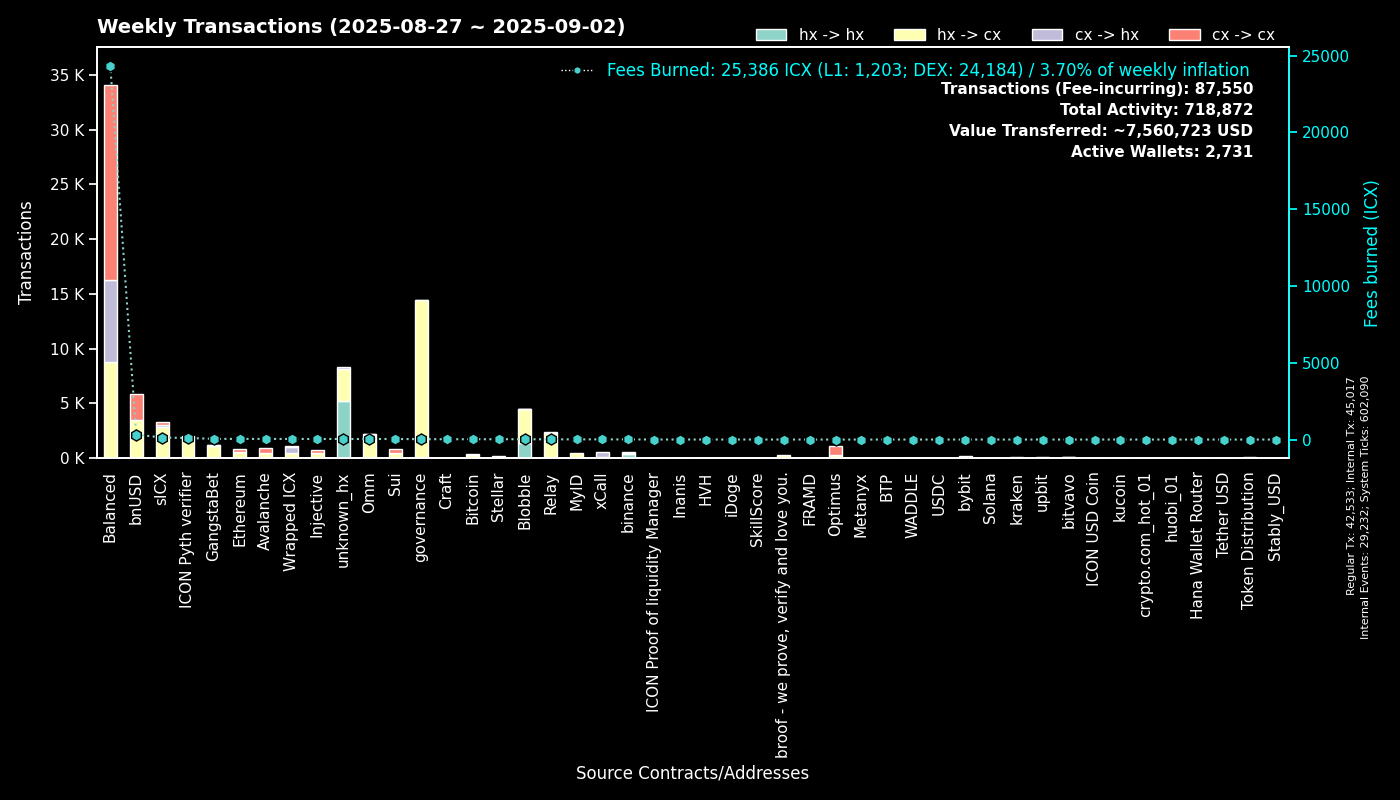 Weekly Transactions (2025-08-27 ~ 2025-09-02)
hx -> hx
hx -> cx
cx -> hx
cx -> cx
Fees Burned: 25,386 ICX (L1: 1,203; DEX: 24,184) / 3.70% of weekly inflation
Transactions (Fee-incurring): 87,550
Total Activity: 718,872
Value Transferred: ~7,560,723 USD
Active Wallets: 2,731
Transactions
35 K
30 K
25 K
20 K
15 K
10 K
5 K
0 K
25000
20000
15000
10000
5000
0
Fees burned (ICX)
Regular Tx: 42,533; Internal Tx: 45,017
Internal Events: 29,232; System Ticks: 602,090
Balanced
bnUSD
sICX
ICON Pyth verifier
GangstaBet
Ethereum
Avalanche
Wrapped ICX
Injective
unknown_hx
Omm
Sui
governance
Craft
Bitcoin
Stellar
Blobble
Relay
MyID
xCall
binance
ICON Proof of liquidity Manager
Inanis
HVH
iDoge
SkillScore
broof - we prove, verify and love you.
FRAMD
Optimus
Metanyx
BTP
WADDLE
USDC
bybit
Solana
kraken
upbit
bitvavo
ICON USD Coin
kucoin
crypto.com_hot_01
huobi_01
Hana Wallet Router
Tether USD
Token Distribution
Stably_USD
Source Contracts/Addresses